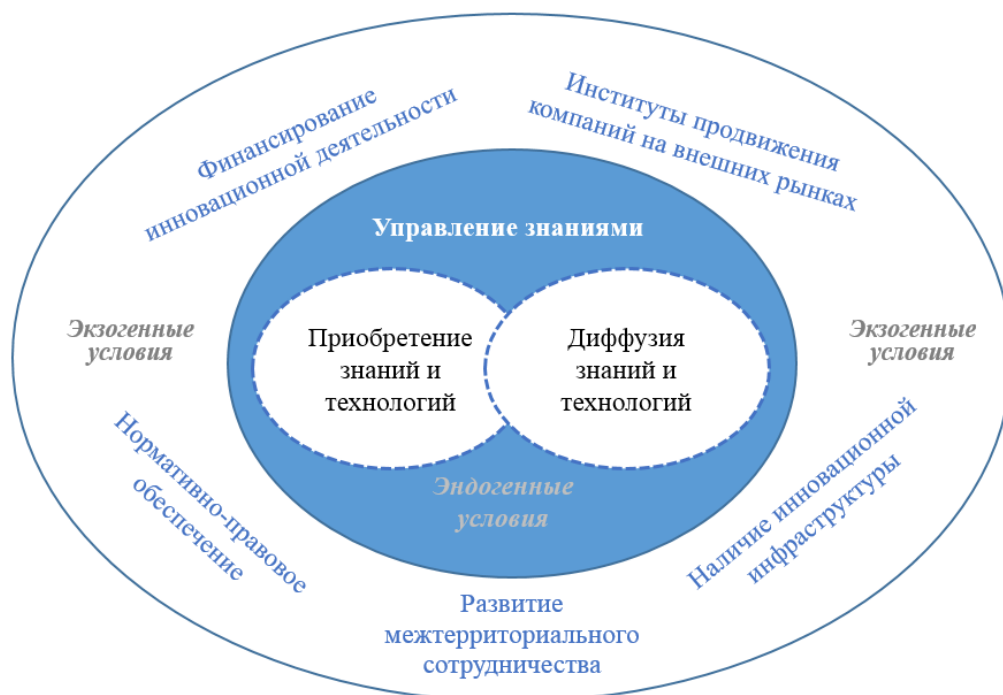 Финансирование
инновационной деятельности
Институты продвижения
компаний на внешних рынках
Управление знаниями
Экзогенные
условия
Приобретение
знаний и
технологий
Диффузия
знаний и
технологий
Экзогенные
условия
Нормативно-правовое
обеспечение
Эндогенные
условия
Наличие инновационной
инфраструктуры
Развитие
межтерриториального
сотрудничества